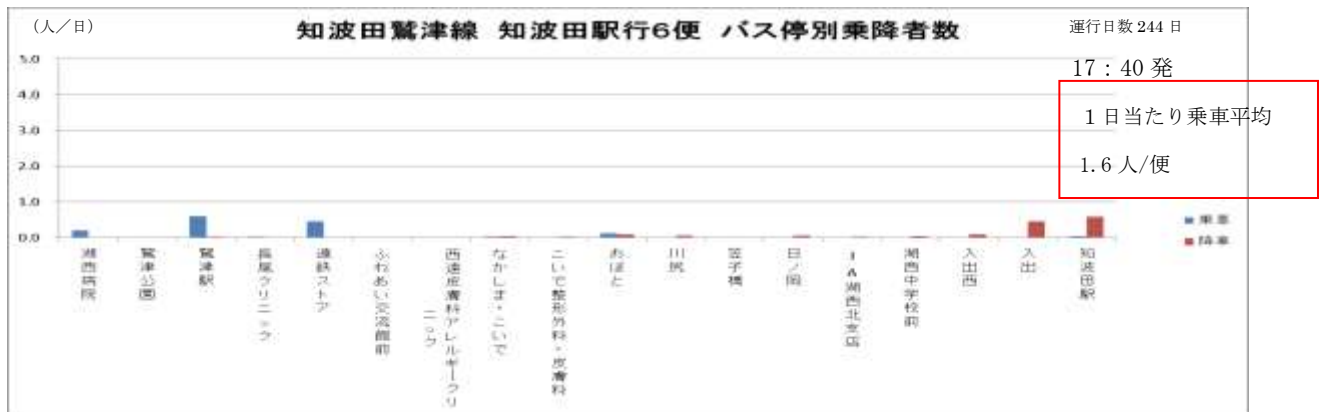 (人/日)
知波田鷲津線 知波田駅行6便 バス停別乗降者数
運行日数 244 日
17：40 発
1 日当たり乗車平均
1.6 人/便
5.0
4.0
3.0
2.0
1.0
0.0
乗車
降車
湖西病院
鷲津公園
鷲津駅
長尾クリニック
遠鉄ストア
ふれあい交流館前
西遠皮膚科アレルギークリ
ニック
なかしま・こいで
こいで整形外科・皮膚科
おぼと
川尻
笠子橋
日ノ岡
JA湖西北支店
湖西中学校前
入出西
入出
知波田駅